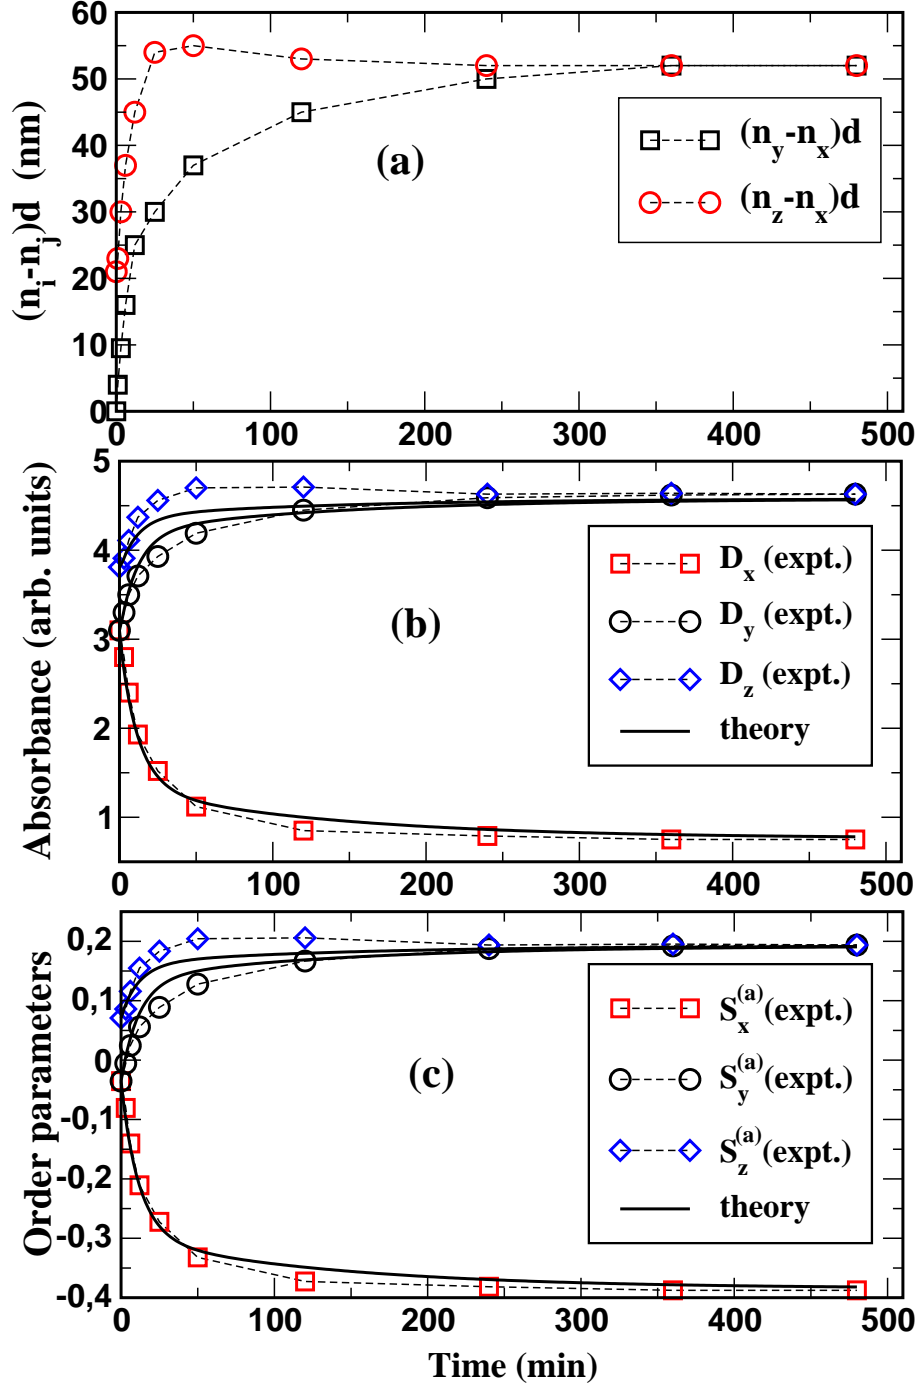 60
50
40
30
20
10
0
(n_i-n_j)d (nm)
(a)
(n_y-n_x)d
(n_z-n_x)d
0 100 200 300 400 500
5
4
3
2
1
Absorbance (arb. units)
(b)
D_x (expt.)
D_y (expt.)
D_z (expt.)
theory
0 100 200 300 400 500
0,2
0,1
0
-0,1
-0,2
-0,3
-0,4
Order parameters
(c)
S_x^(a)(expt.)
S_y^(a)(expt.)
S_z^(a)(expt.)
theory
0 100 200 300 400 500
Time (min)